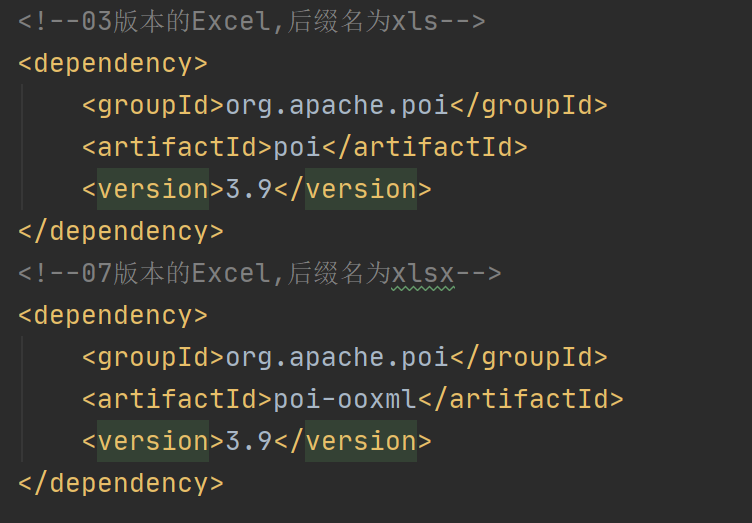 <!--03版本的Excel,后缀名为xls-->
<dependency>
    <groupId>org.apache.poi</groupId>
    <artifactId>poi</artifactId>
    <version>3.9</version>
</dependency>
<!--07版本的Excel,后缀名为xlsx-->
<dependency>
    <groupId>org.apache.poi</groupId>
    <artifactId>poi-ooxml</artifactId>
    <version>3.9</version>
</dependency>